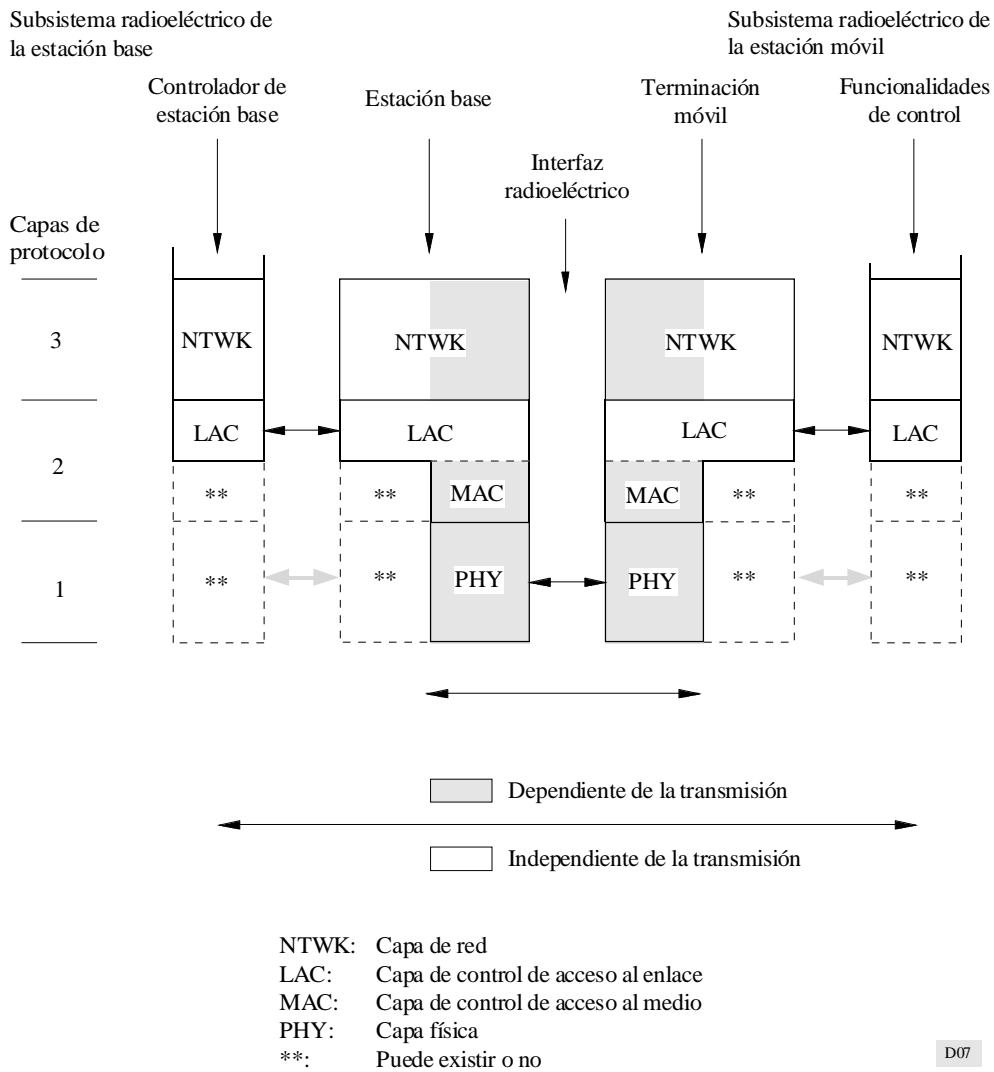 Subsistema radioeléctrico de
la estación base
Subsistema radioeléctrico de
la estación móvil
Controlador de
estación base
Estación base
Terminación
móvil
Funcionalidades
de control
Interfaz
radioeléctrico
Capas de
protocolo
3
NTWK
NTWK
NTWK
NTWK
LAC
LAC
LAC
LAC
2
**
**
MAC
MAC
**
**
1
**
**
PHY
PHY
**
**
Dependiente de la transmisión
Independiente de la transmisión
NTWK: Capa de red
LAC: Capa de control de acceso al enlace
MAC: Capa de control de acceso al medio
PHY: Capa física
**: Puede existir o no
D07